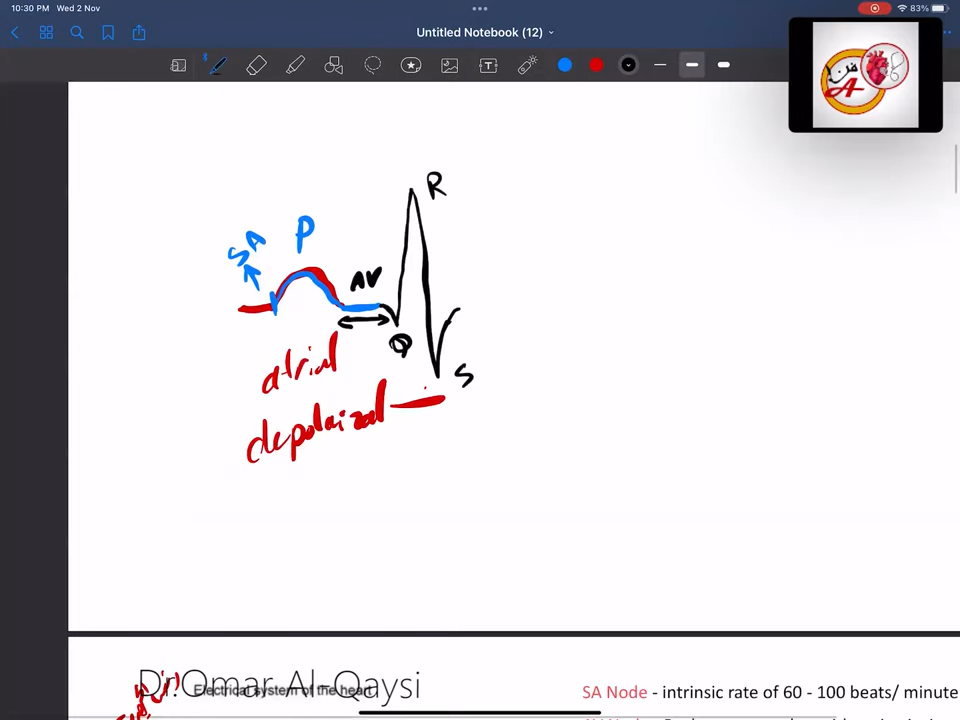 10:30 PM Wed 2 Nov
83%
Untitled Notebook (12)
T
فن
A
R
SA
P
AV
Q
S
atrial
Dr.Omar Al-Qaysi
Electrical system of the heart
SA Node - intrinsic rate of 60 - 100 beats/ minute